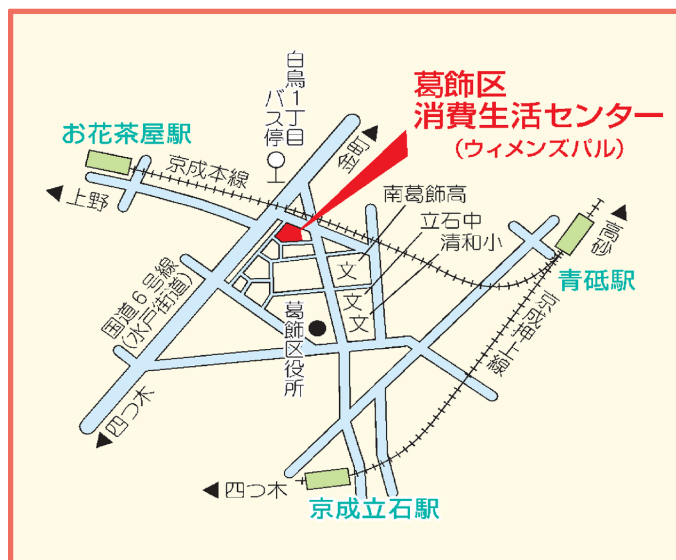 葛飾区
消費生活センター
(ウィメンズパル)
白鳥1丁目
バス停
お花茶屋駅
京成本線
金町
上野
南葛飾高
立石中
清和小
高砂
青砥駅
国道6号線
(水戸街道)
文
文
文
葛飾区役所
京成押上線
四つ木
四つ木
京成立石駅